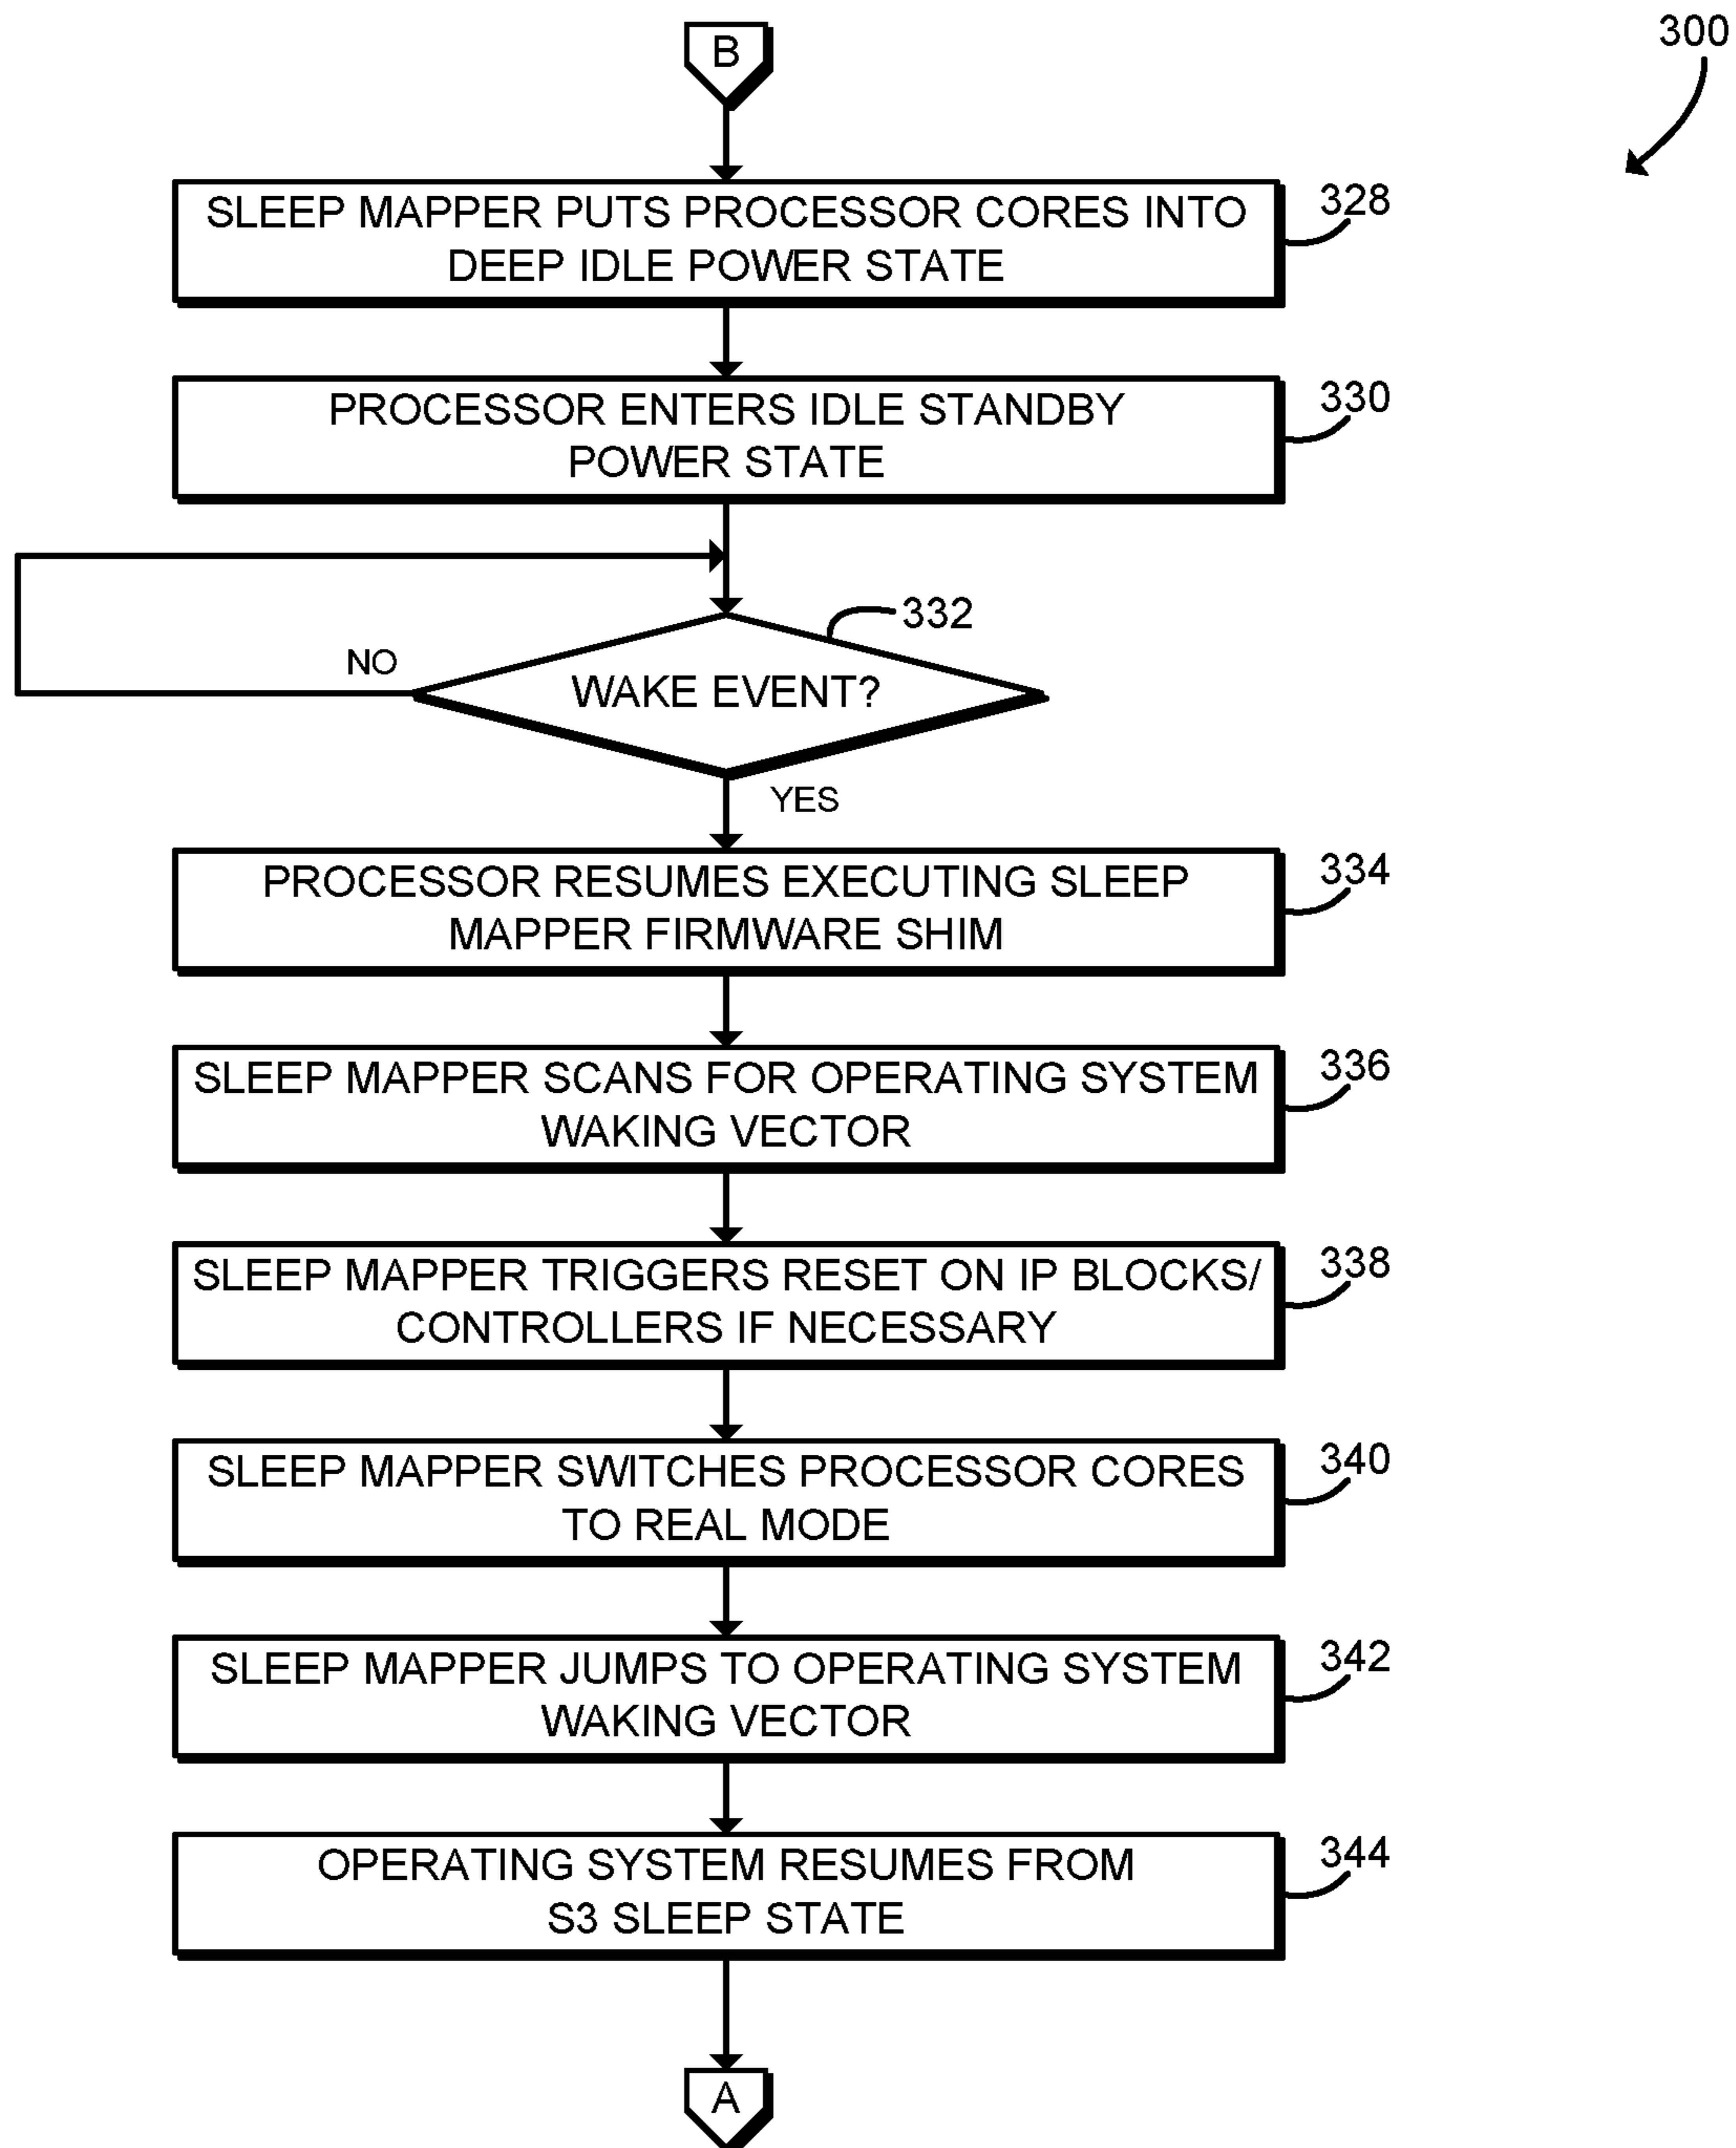 300
B
SLEEP MAPPER PUTS PROCESSOR CORES INTO
DEEP IDLE POWER STATE
328
PROCESSOR ENTERS IDLE STANDBY
POWER STATE
330
332
NO
WAKE EVENT?
YES
PROCESSOR RESUMES EXECUTING SLEEP
MAPPER FIRMWARE SHIM
334
SLEEP MAPPER SCANS FOR OPERATING SYSTEM
WAKING VECTOR
336
SLEEP MAPPER TRIGGERS RESET ON IP BLOCKS/
CONTROLLERS IF NECESSARY
338
SLEEP MAPPER SWITCHES PROCESSOR CORES
TO REAL MODE
340
SLEEP MAPPER JUMPS TO OPERATING SYSTEM
WAKING VECTOR
342
OPERATING SYSTEM RESUMES FROM
S3 SLEEP STATE
344
A